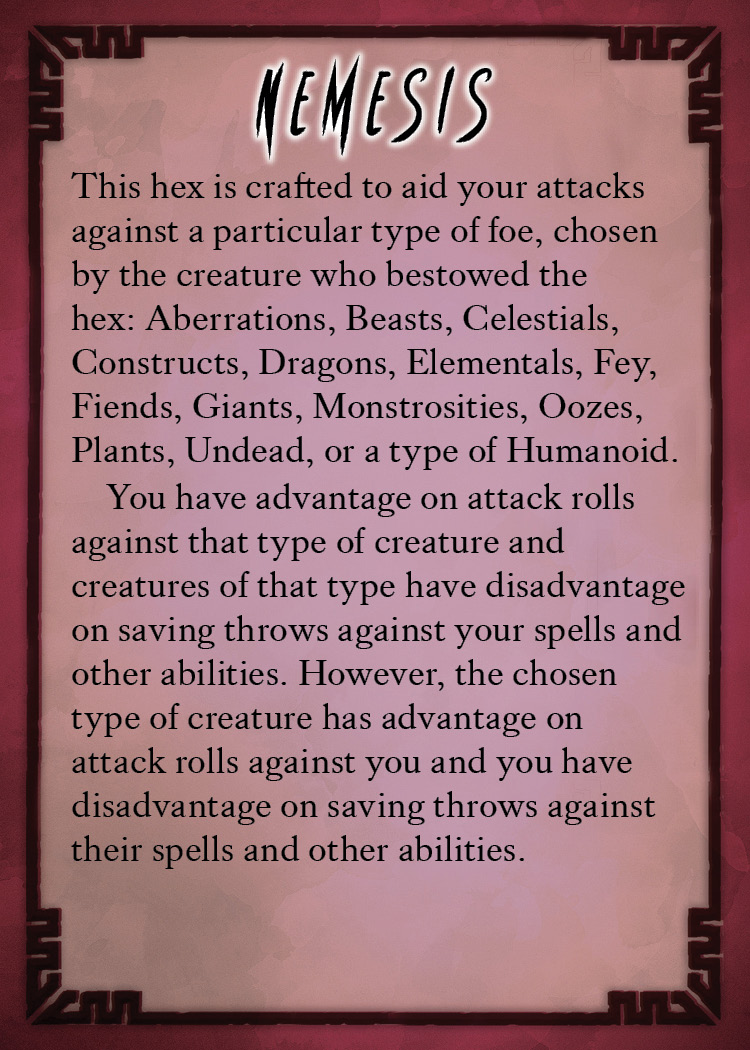 NEMESIS
This hex is crafted to aid your attacks
against a particular type of foe, chosen
by the creature who bestowed the
hex: Aberrations, Beasts, Celestials,
Constructs, Dragons, Elementals, Fey,
Fiends, Giants, Monstrosities, Oozes,
Plants, Undead, or a type of Humanoid.
You have advantage on attack rolls
against that type of creature and
creatures of that type have disadvantage
on saving throws against your spells and
other abilities. However, the chosen
type of creature has advantage on
attack rolls against you and you have
disadvantage on saving throws against
their spells and other abilities.